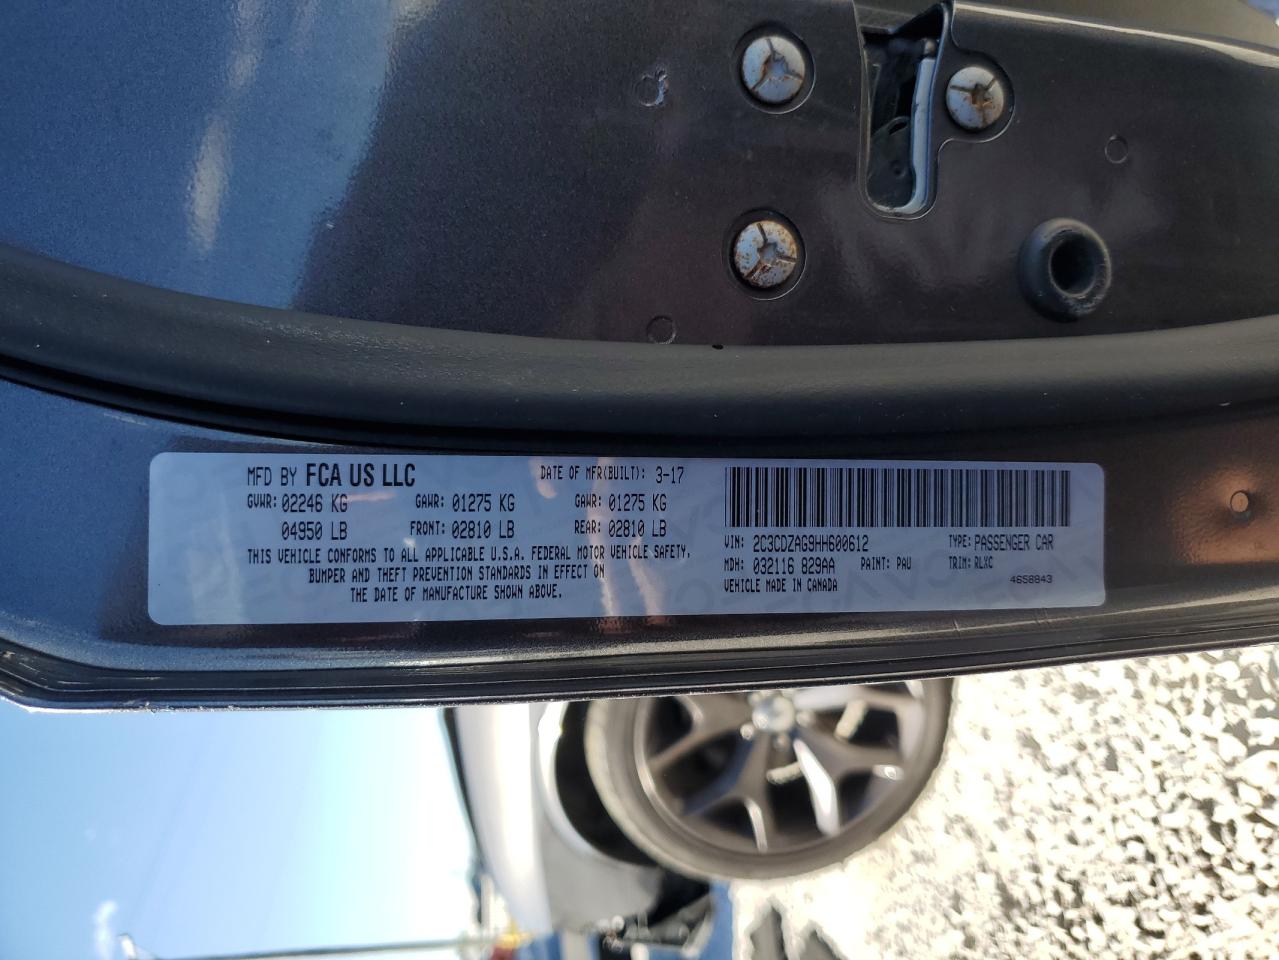 MFD BY FCA US LLC DATE OF MFR(BUILT): 3-17
GVWR: 02246 KG GAWR: 01275 KG GAWR: 01275 KG
04950 LB FRONT: 02810 LB REAR: 02810 LB
THIS VEHICLE CONFORMS TO ALL APPLICABLE U.S.A. FEDERAL MOTOR VEHICLE SAFETY,
BUMPER AND THEFT PREVENTION STANDARDS IN EFFECT ON
THE DATE OF MANUFACTURE SHOWN ABOVE.
VIN: 2C3CDZAG9HH600612 TYPE: PASSENGER CAR
MDH: 032116 829AA PAINT: PAU TRIM: RLXC
VEHICLE MADE IN CANADA 4658843